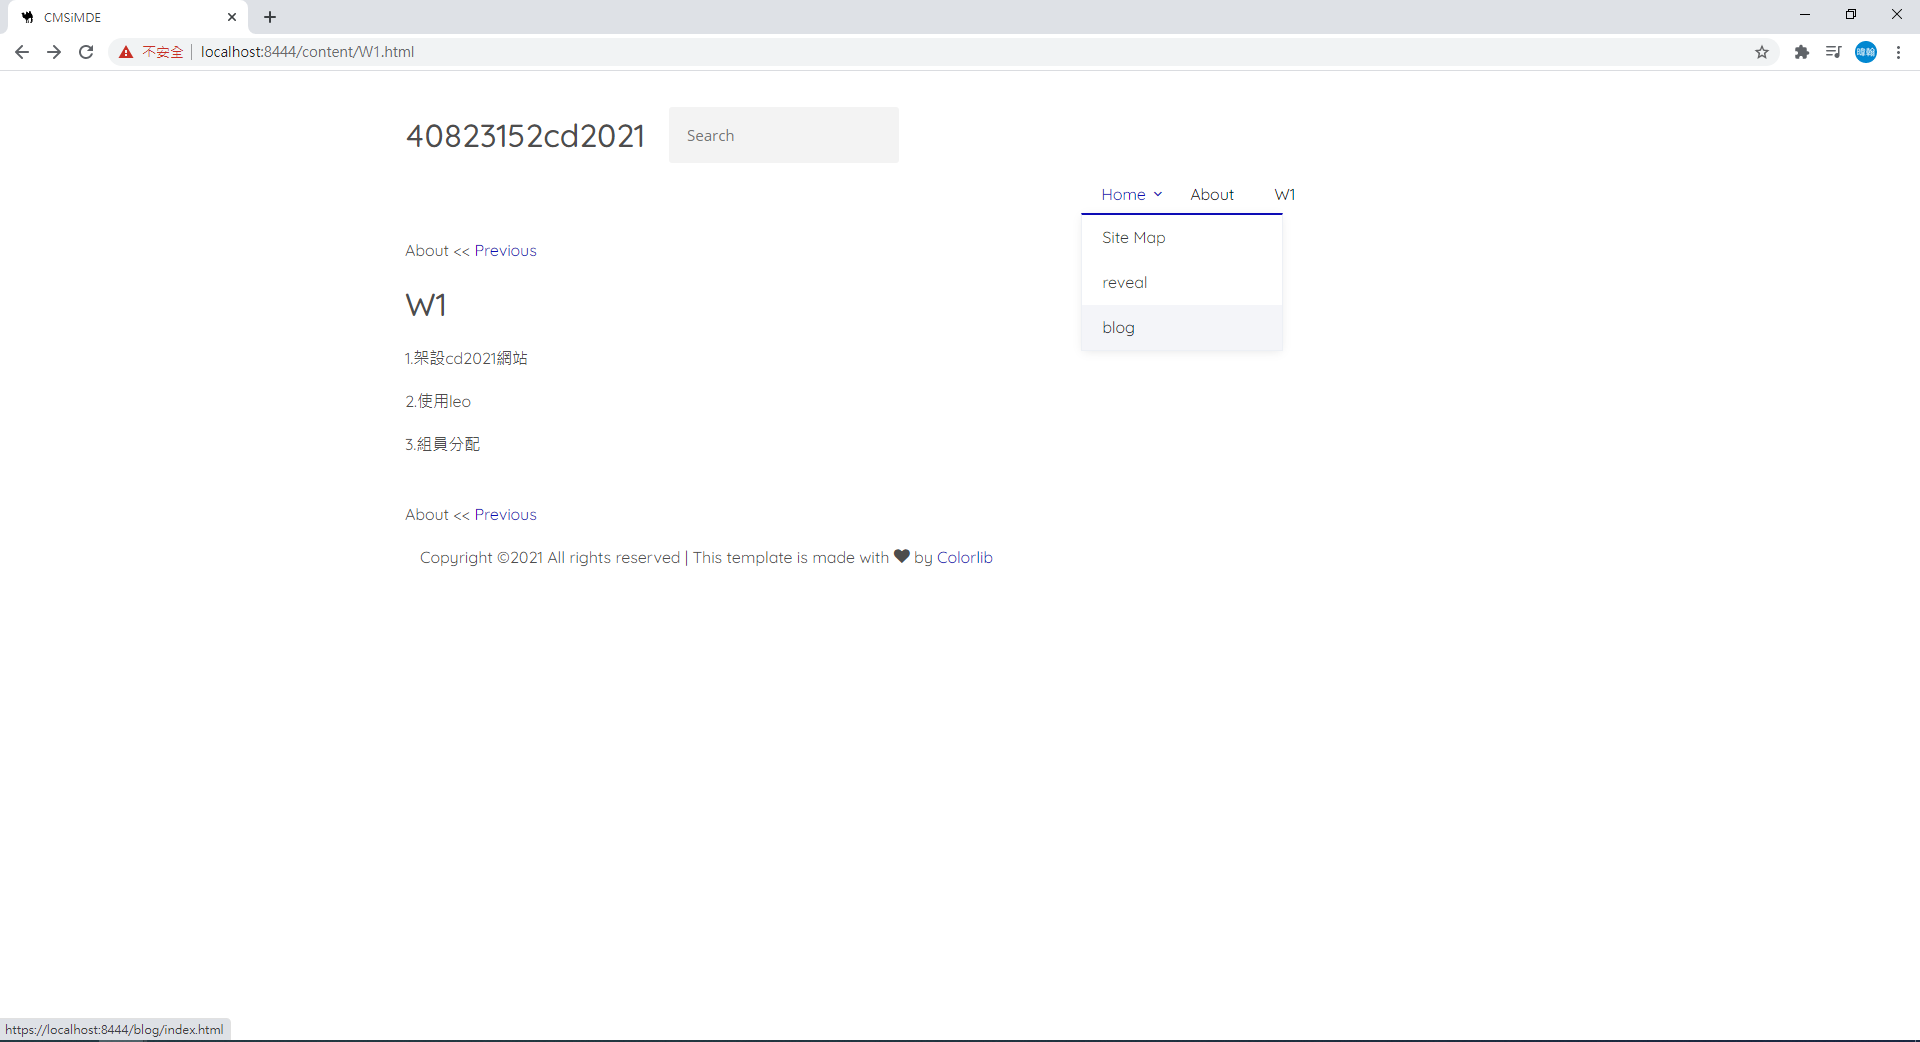 CMSiMDE
不安全 | localhost:8444/content/W1.html
40823152cd2021
Search
Home About W1
Site Map
reveal
blog
About << Previous
W1
1.架設cd2021網站
2.使用leo
3.組員分配
About << Previous
Copyright ©2021 All rights reserved | This template is made with ♥ by Colorlib
https://localhost:8444/blog/index.html